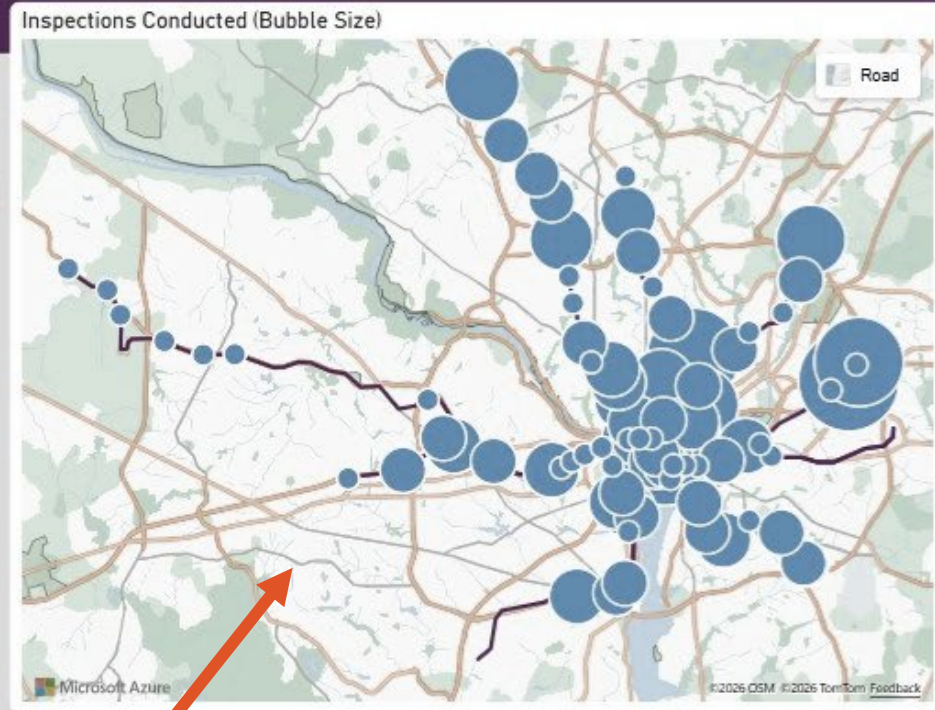 Inspections Conducted (Bubble Size)
Road
Microsoft Azure
©2026 OSM ©2026 TomTom Feedback